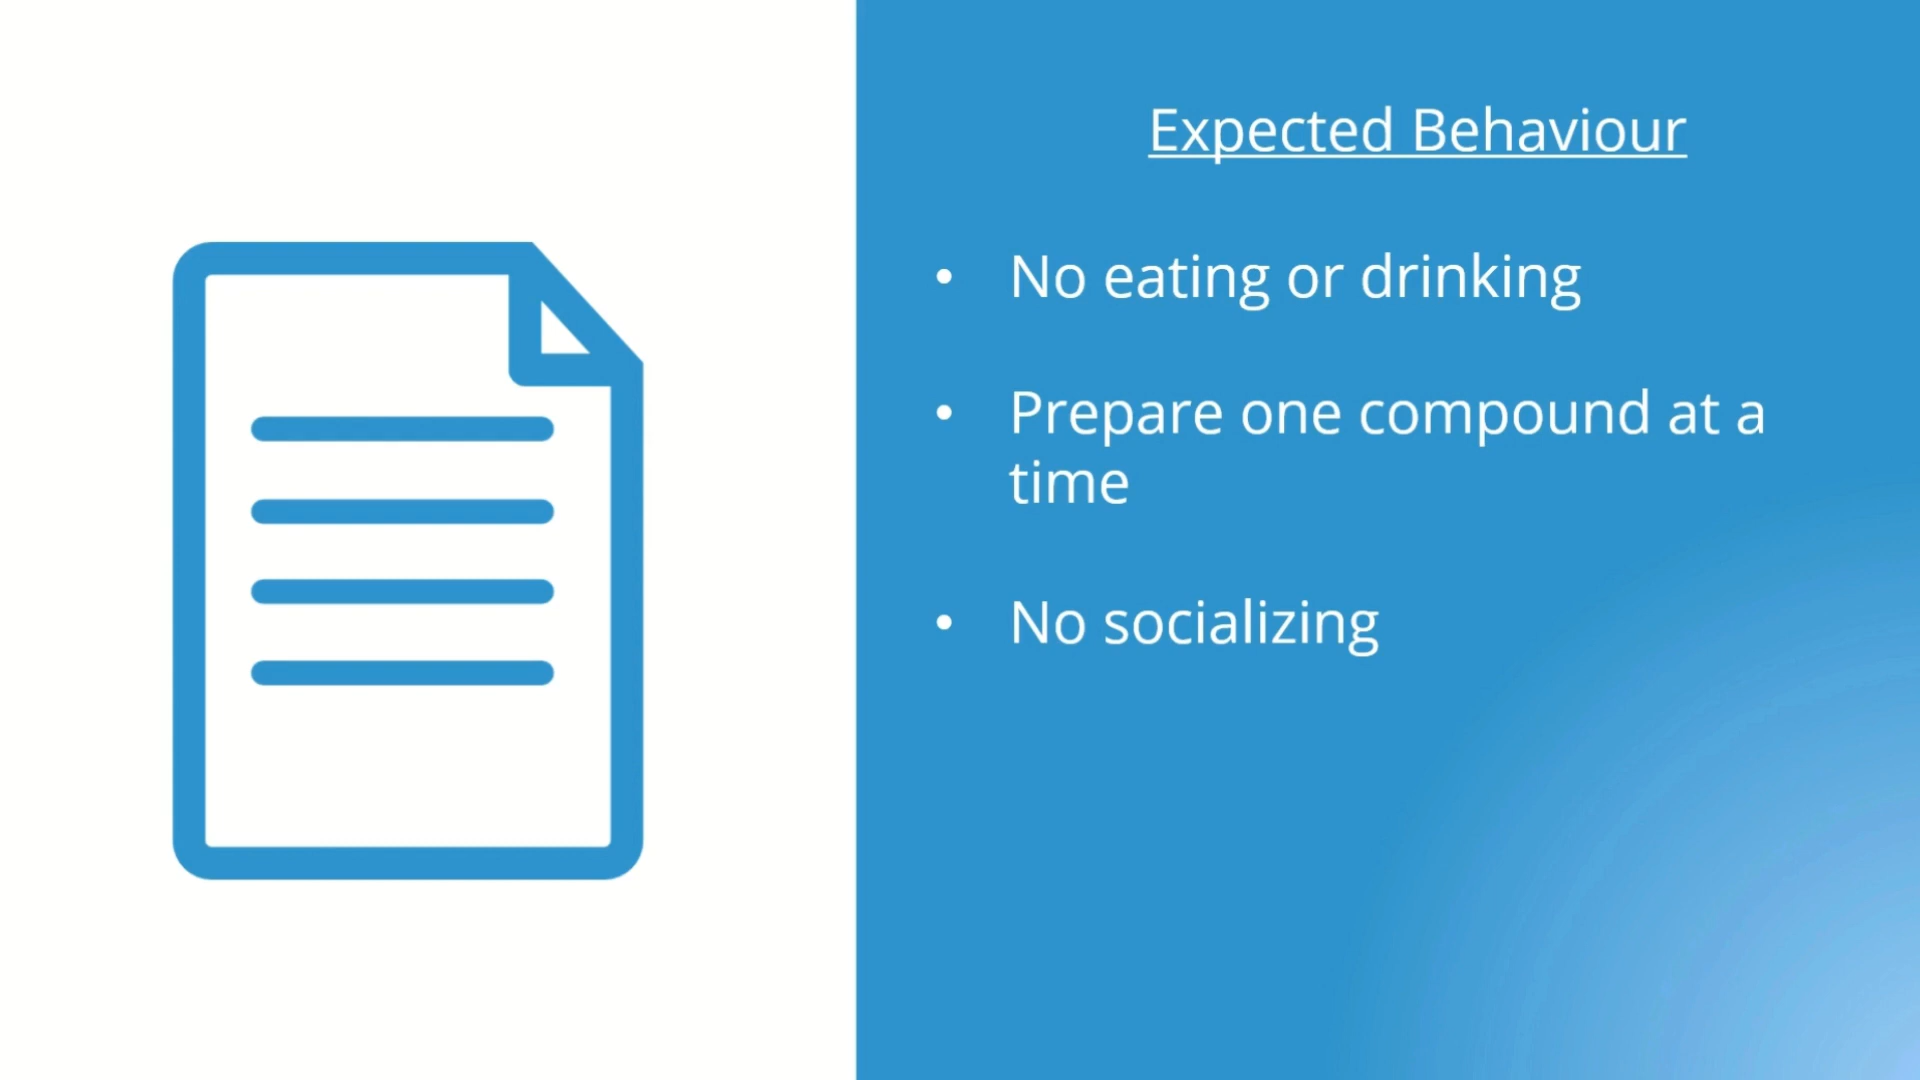 Expected Behaviour
• No eating or drinking
• Prepare one compound at a
time
• No socializing